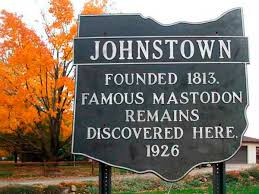 JOHNSTOWN
FOUNDED 1813.
FAMOUS MASTODON
REMAINS
DISCOVERED HERE.
1926